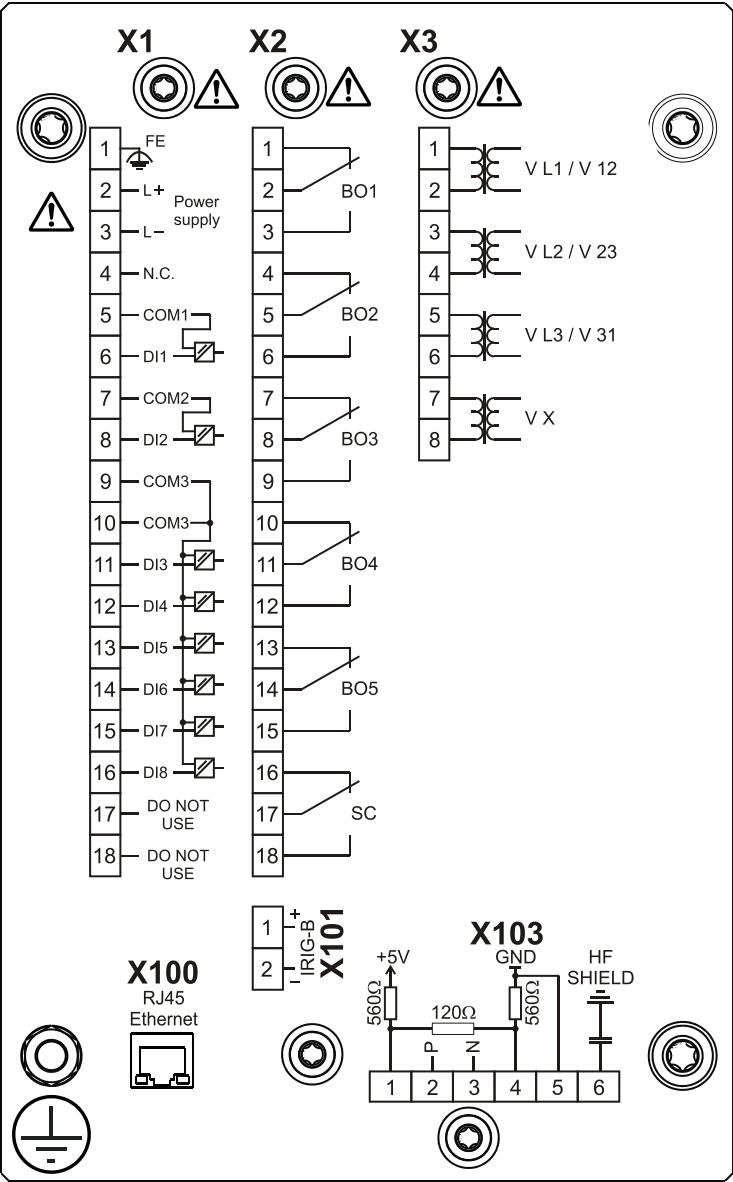 X1
X2
X3
1 FE
2 L+
3 L−
Power
supply
4 N.C.
5 COM1
6 DI1
7 COM2
8 DI2
9 COM3
10 COM3
11 DI3
12 DI4
13 DI5
14 DI6
15 DI7
16 DI8
17 DO NOT
USE
18 DO NOT
USE
1
2 BO1
3
4
5 BO2
6
7
8 BO3
9
10
11 BO4
12
13
14 BO5
15
16
17 SC
18
1
2
V L1 / V 12
3
4
V L2 / V 23
5
6
V L3 / V 31
7
8
V X
1 +
2 −
IRIG-B
X101
X100
RJ45
Ethernet
X103
+5V
GND
HF
SHIELD
560Ω
120Ω
560Ω
P
N
1 2 3 4 5 6